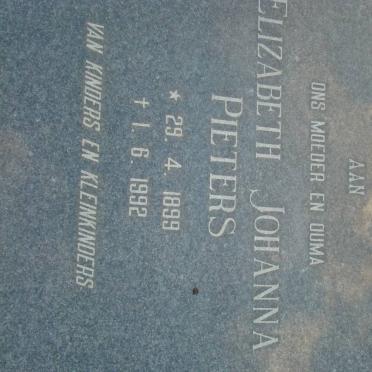 AAN
ONS MOEDER EN OUMA
ELIZABETH JOHANNA
PIETERS
★ 29. 4. 1899
† 1. 6. 1992
VAN KINDERS EN KLEINKINDERS